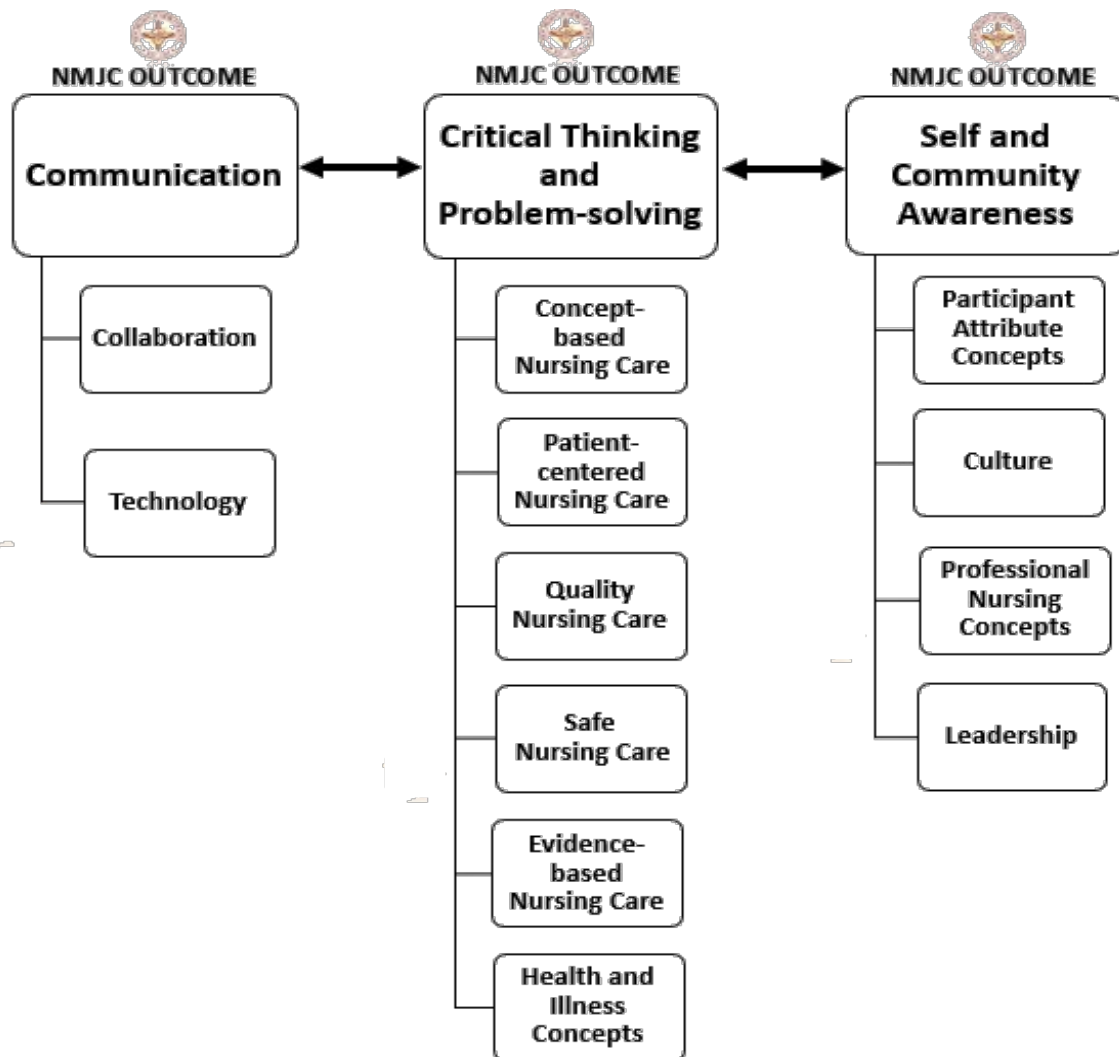 NMJC OUTCOME
Communication
Collaboration
Technology
NMJC OUTCOME
Critical Thinking
and
Problem-solving
Concept-
based
Nursing Care
Patient-
centered
Nursing Care
Quality
Nursing Care
Safe
Nursing Care
Evidence-
based
Nursing Care
Health and
Illness
Concepts
NMJC OUTCOME
Self and
Community
Awareness
Participant
Attribute
Concepts
Culture
Professional
Nursing
Concepts
Leadership